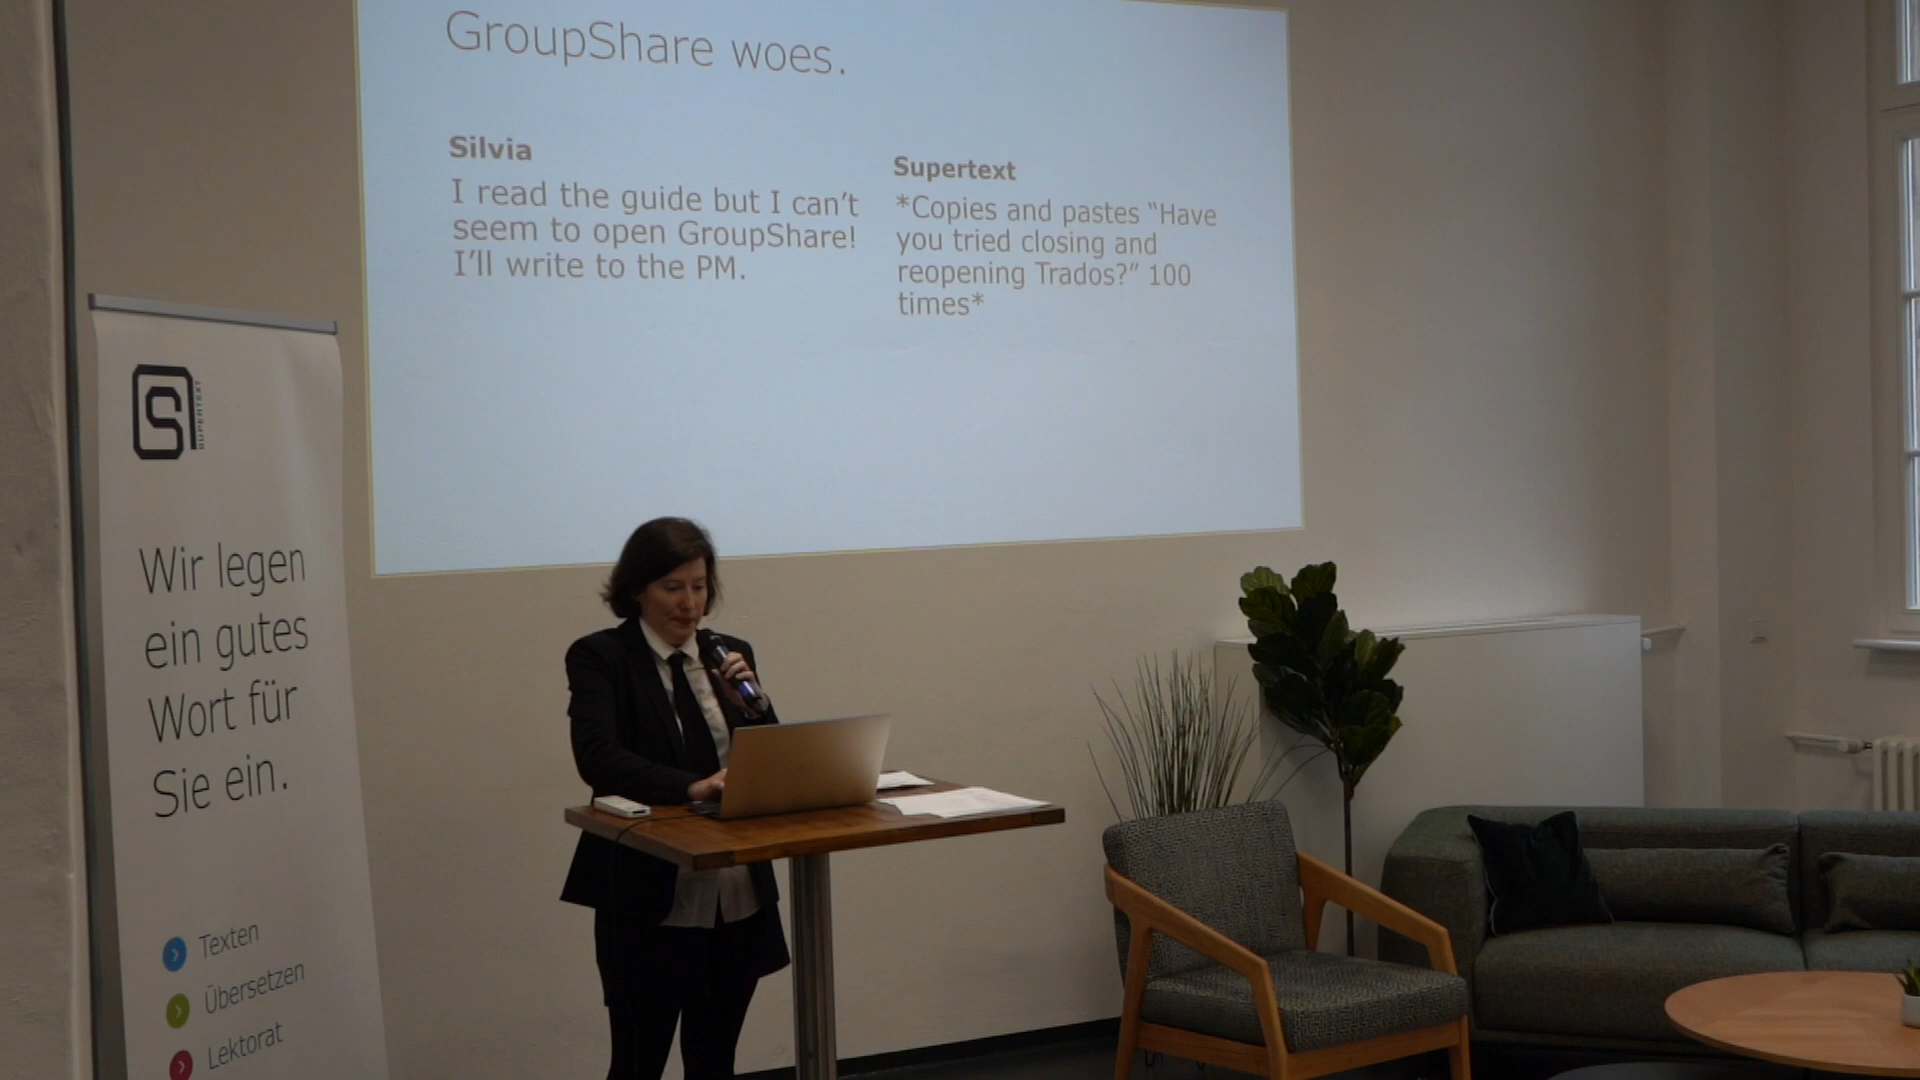 GroupShare woes.
Silvia
I read the guide but I can’t
seem to open GroupShare!
I’ll write to the PM.
Supertext
*Copies and pastes “Have
you tried closing and
reopening Trados?” 100
times*
S
SUPERTEXT
Wir legen
ein gutes
Wort für
Sie ein.
Texten
Übersetzen
Lektorat